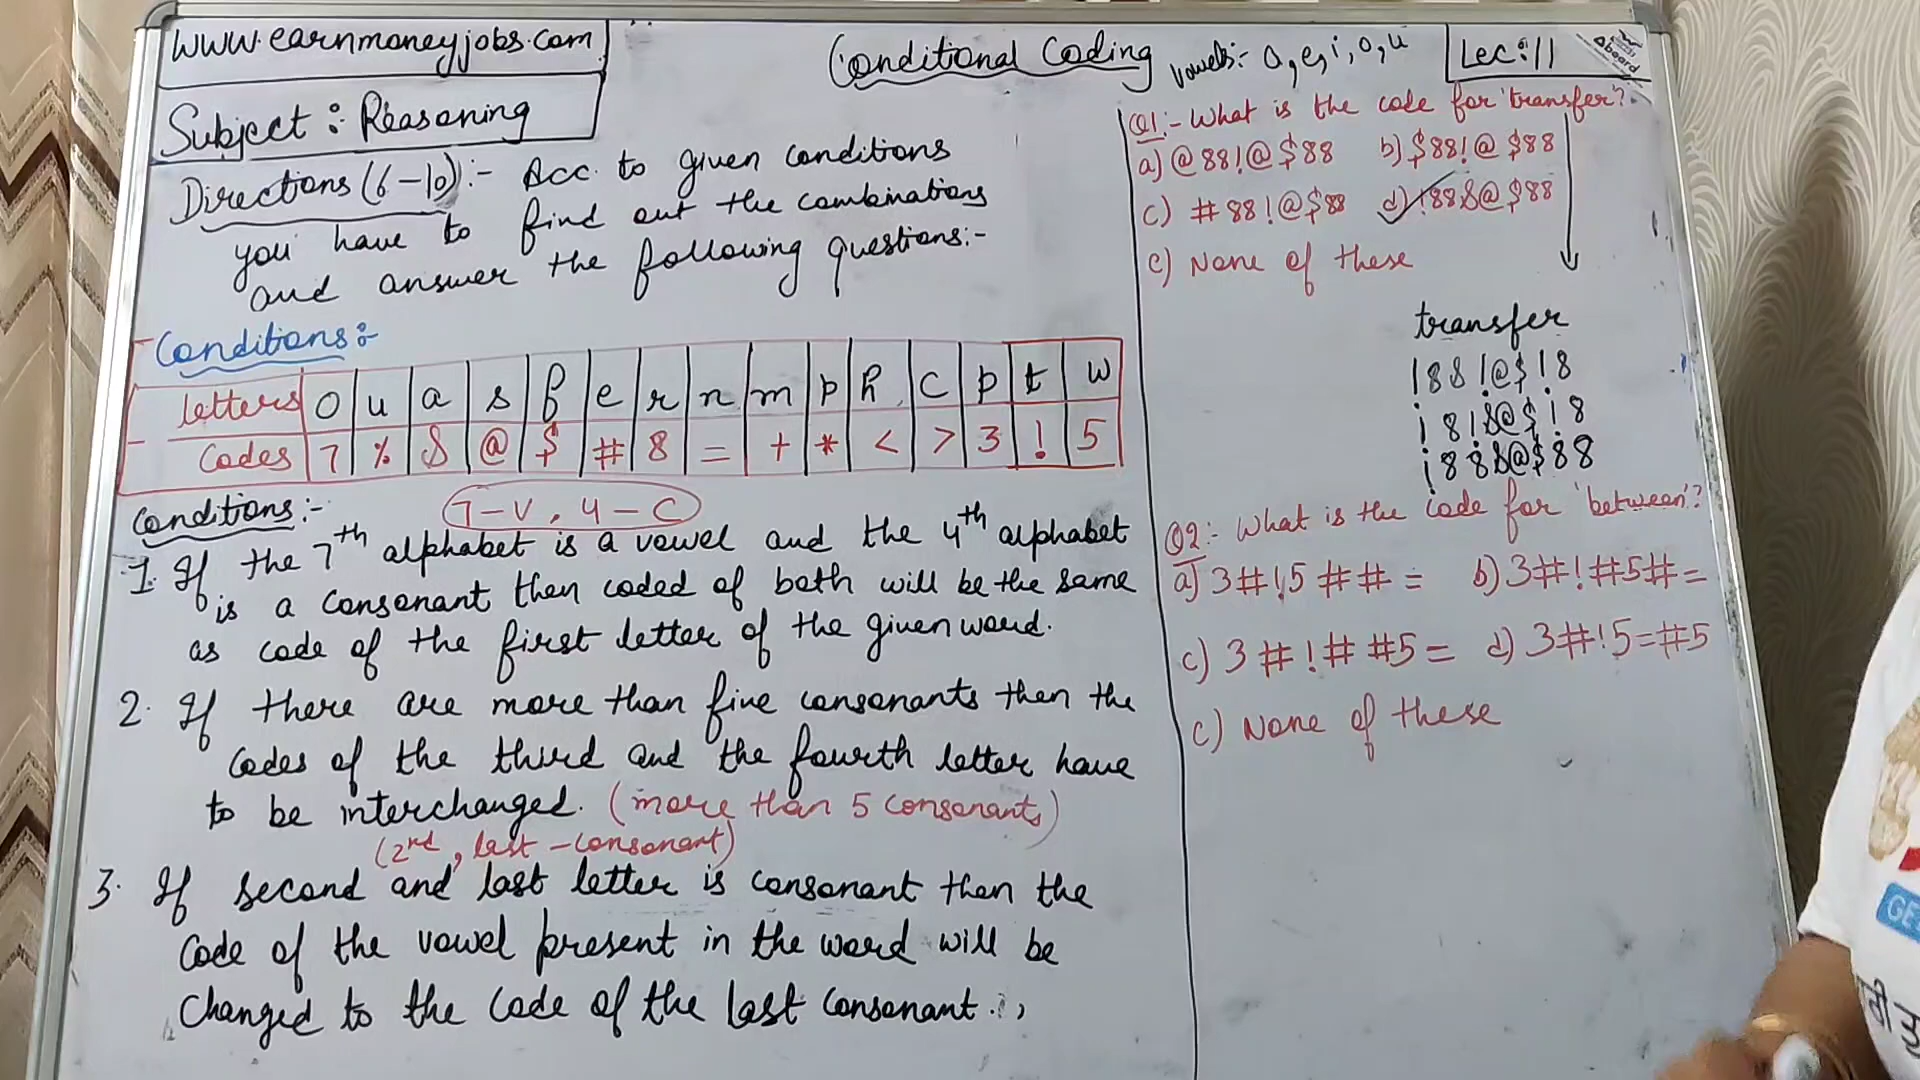 www.earnmoneyjobs.com
Conditional Coding
vowels:- a, e, i, o, u
Lec:11
Aboard
Subject : Reasoning
Directions (6-10):- Acc. to given conditions
you have to find out the combinations
and answer the following questions:-
Conditions:-
letters o u a s f e r n m p h c p t w
Codes 7 % $ @ $ # 8 = + * < > 3 ! 5
Conditions:- 7-V, 4-C
1. If the 7th alphabet is a vowel and the 4th alphabet
is a consonant then coded of both will be the same
as code of the first letter of the given word.
2. If there are more than five consonants then the
codes of the third and the fourth letter have
to be interchanged. (more than 5 consonants)
(2nd, last - consonant)
3. If second and last letter is consonant then the
code of the vowel present in the word will be
changed to the code of the last consonant.
Q1:- What is the code for 'transfer'?
a) @88!@$88 b) $88!@$88
c) #88!@$88 d) !88$@$88
e) None of these
transfer
!88!@$!8
!8!8@$!8
!888@$88
Q2:- What is the code for 'between'?
a) 3#!5##= b) 3#!#5#=
c) 3#!##5= d) 3#!5=#5
e) None of these
GE